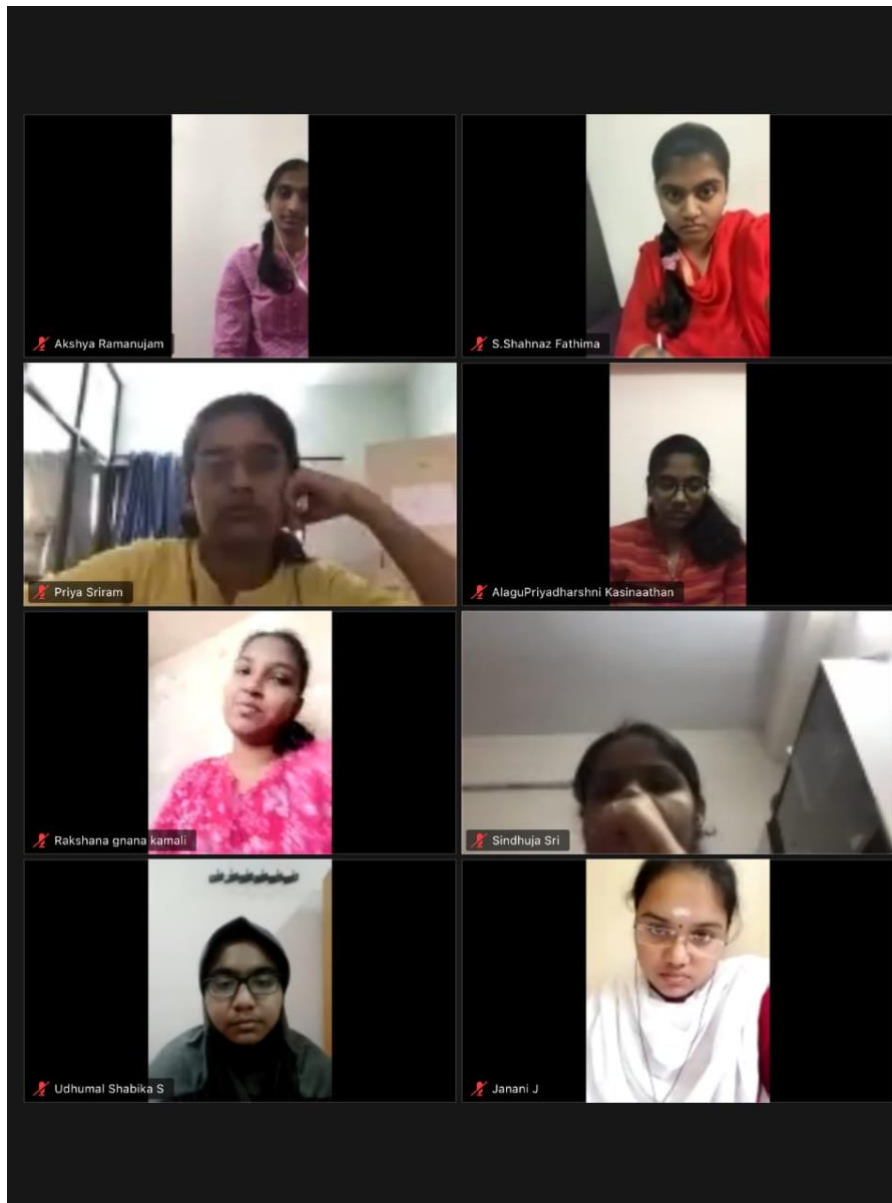 Akshya Ramanujam
S.Shahnaz Fathima
Priya Sriram
AlaguPriyadharshni Kasinaathan
Rakshana gnana kamali
Sindhuja Sri
Udhumal Shabika S
Janani J